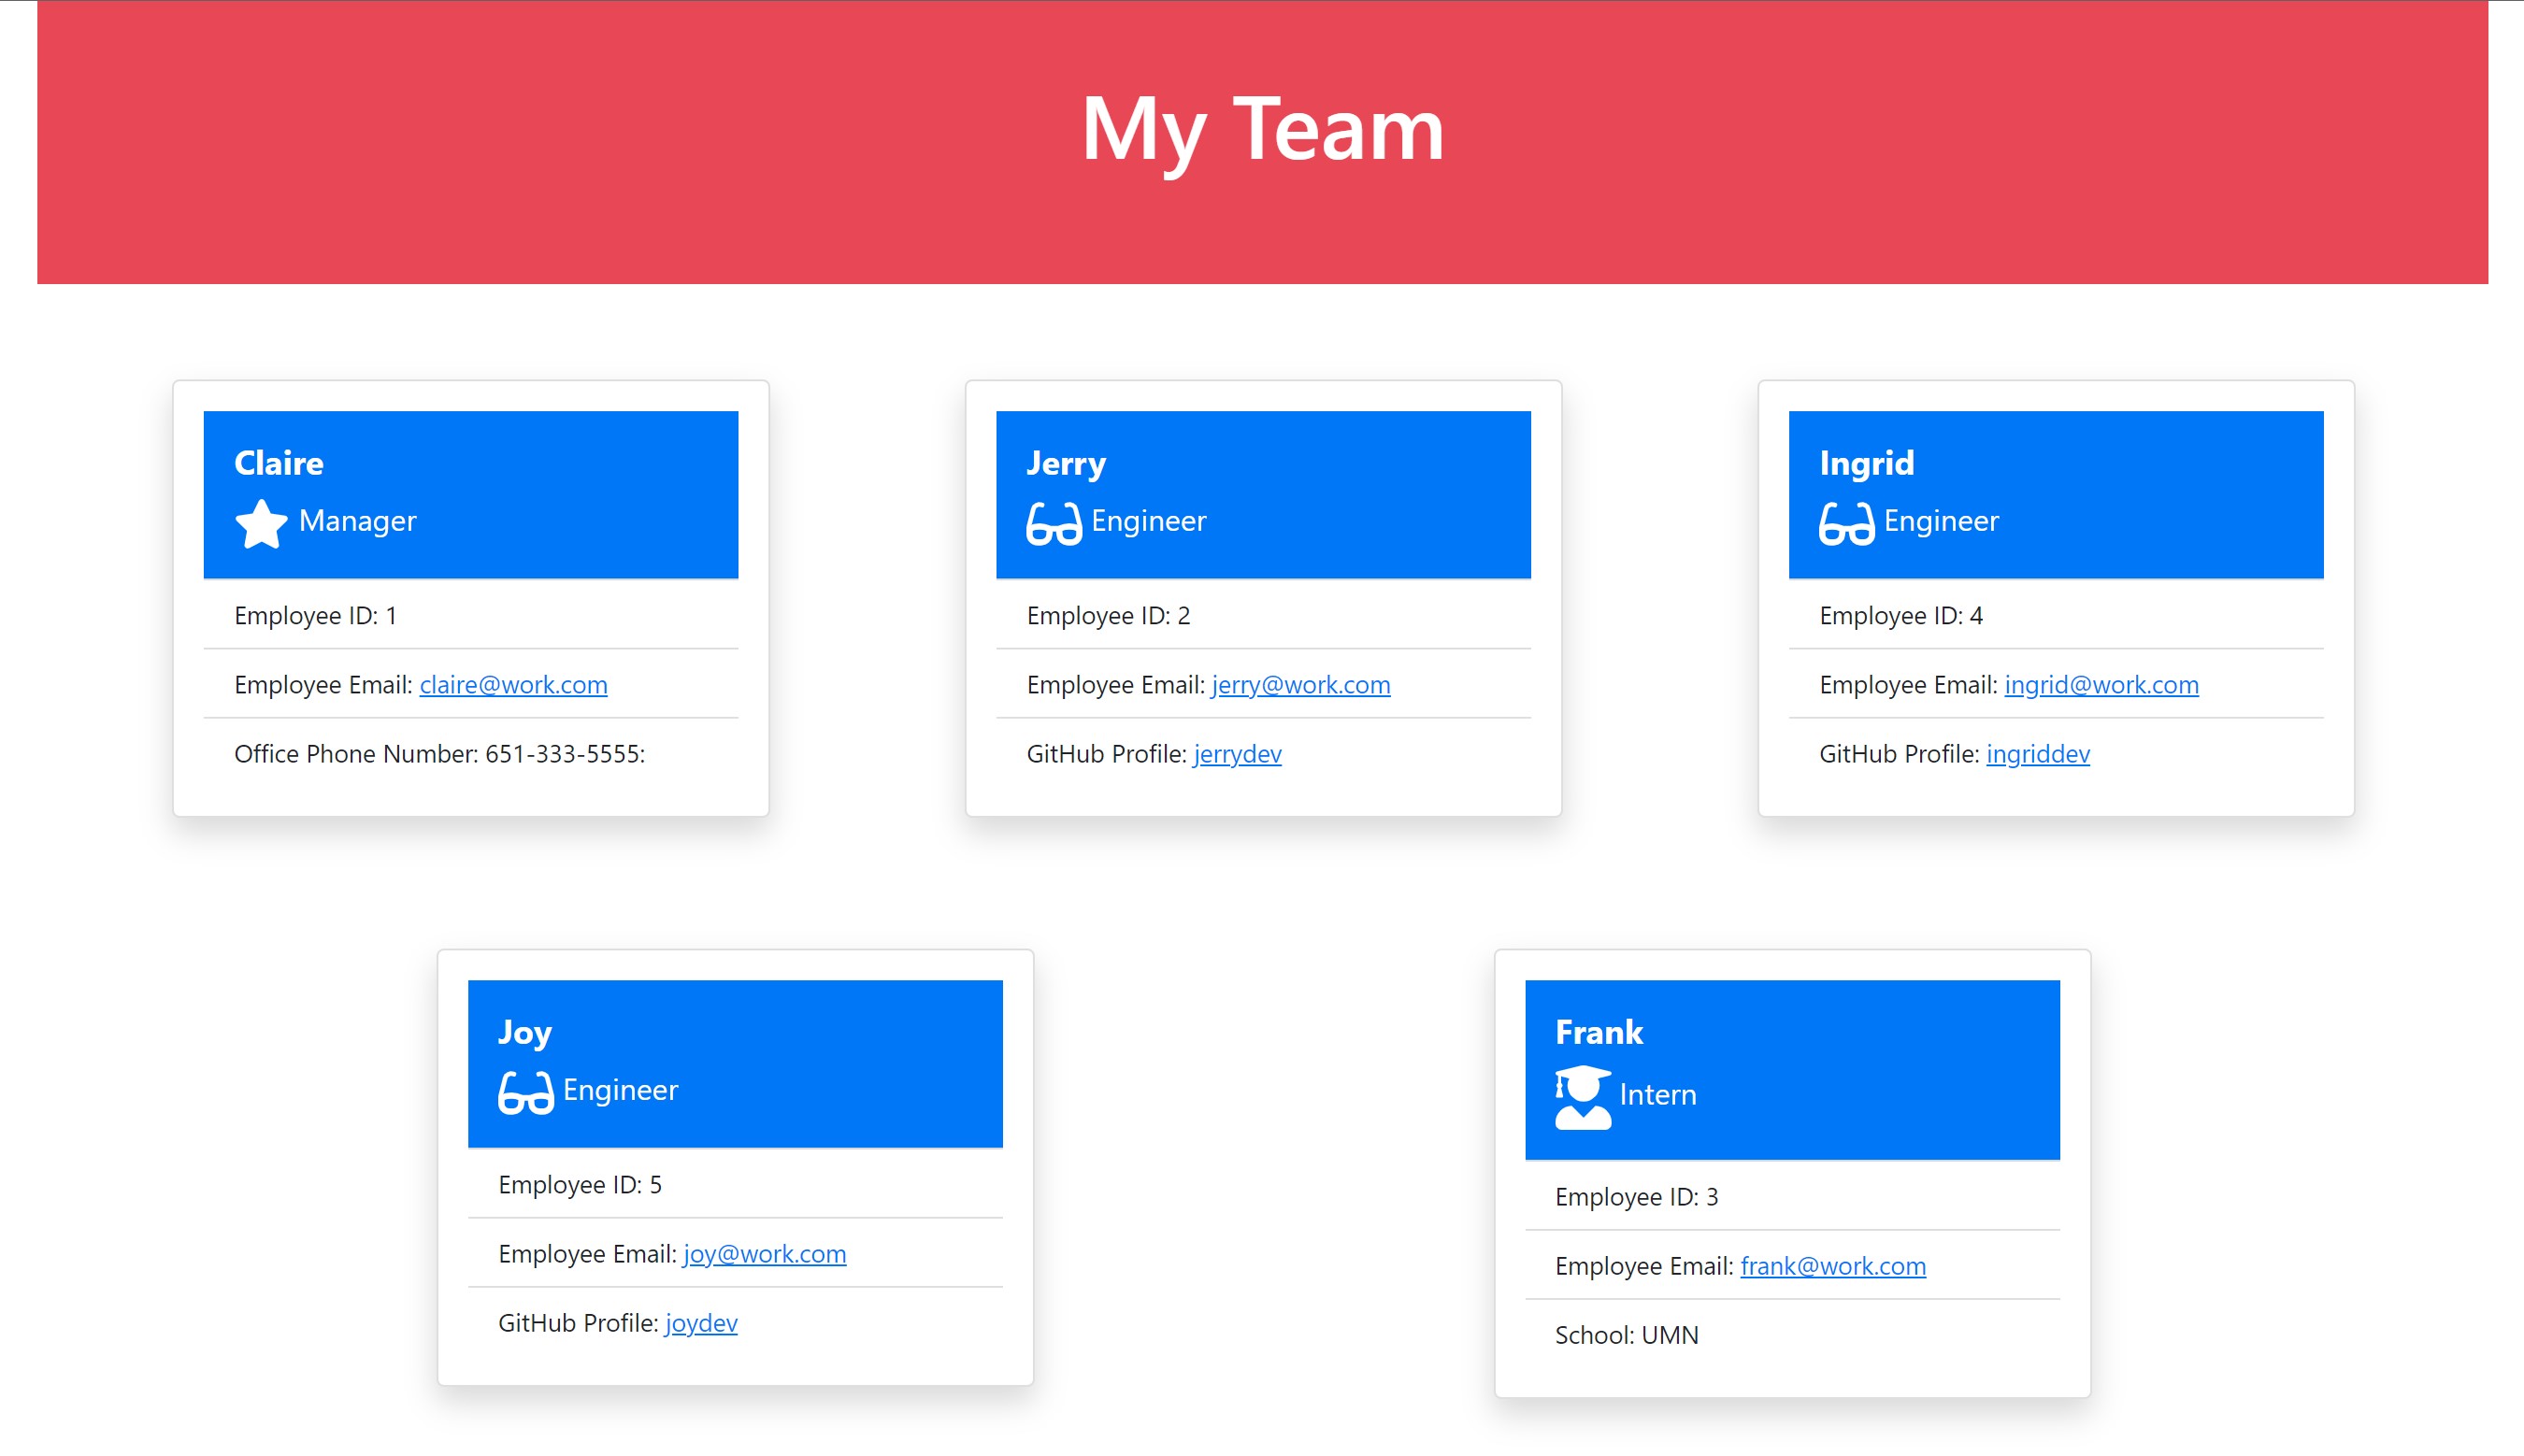 My Team
Claire
Manager
Employee ID: 1
Employee Email: claire@work.com
Office Phone Number: 651-333-5555:
Jerry
Engineer
Employee ID: 2
Employee Email: jerry@work.com
GitHub Profile: jerrydev
Ingrid
Engineer
Employee ID: 4
Employee Email: ingrid@work.com
GitHub Profile: ingriddev
Joy
Engineer
Employee ID: 5
Employee Email: joy@work.com
GitHub Profile: joydev
Frank
Intern
Employee ID: 3
Employee Email: frank@work.com
School: UMN